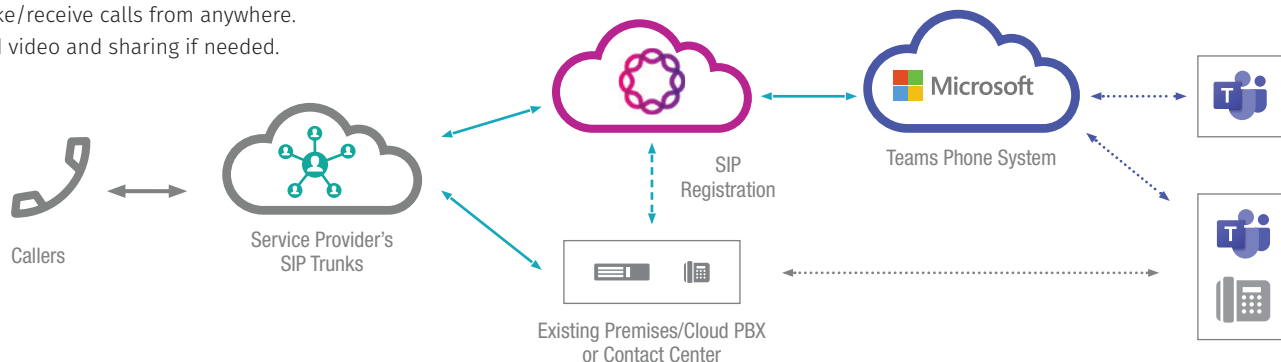 ke/receive calls from anywhere.
video and sharing if needed.
Microsoft
T
Teams Phone System
SIP
Registration
T
Callers
Service Provider's
SIP Trunks
Existing Premises/Cloud PBX
or Contact Center